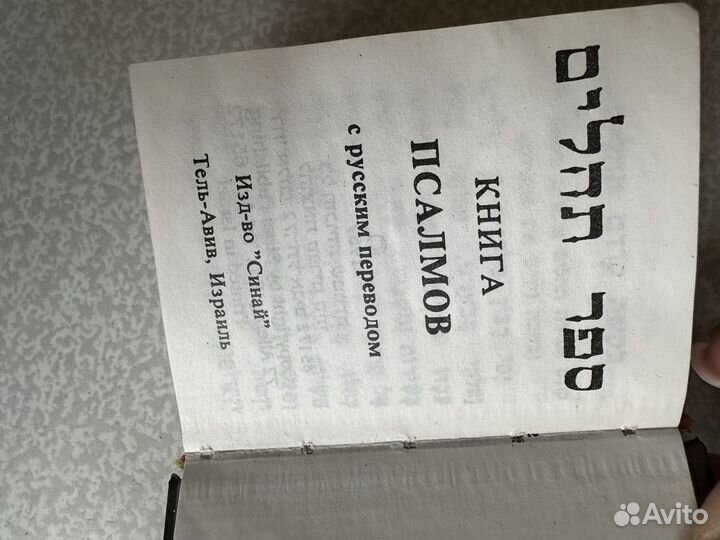 ספר תהלים
КНИГА
ПСАЛМОВ
с русским переводом
Изд-во ”Синай”
Тель-Авив, Израиль
Avito